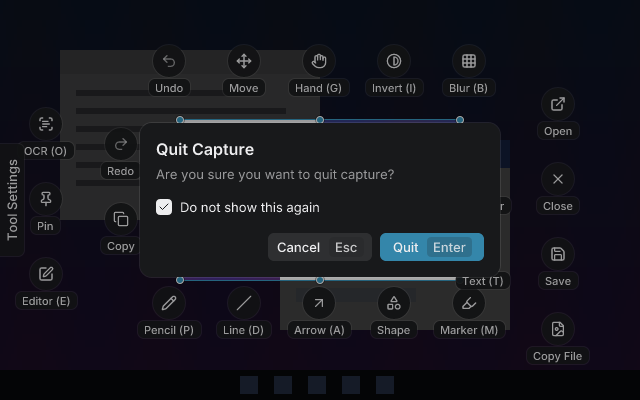 Undo
Move
Hand (G)
Invert (I)
Blur (B)
Open
OCR (O)
Redo
Tool Settings
Quit Capture
Are you sure you want to quit capture?
Do not show this again
Cancel Esc
Quit Enter
Close
Pin
Copy
Editor (E)
Text (T)
Save
Pencil (P)
Line (D)
Arrow (A)
Shape
Marker (M)
Copy File